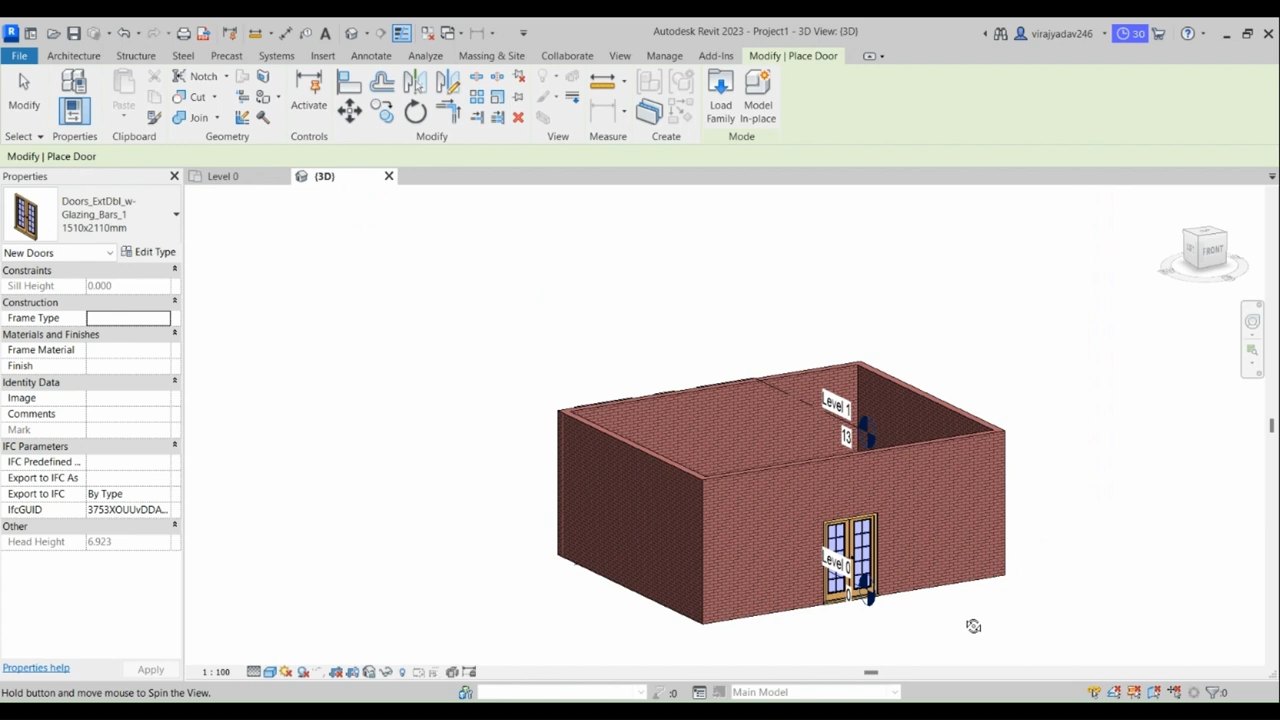 Autodesk Revit 2023 - Project1 - 3D View: {3D}
virajyadav246
30
File Architecture Structure Steel Precast Systems Insert Annotate Analyze Massing & Site Collaborate View Manage Add-Ins Modify | Place Door
Modify
Paste
Notch
Cut
Join
Activate
Load Family
Model In-place
Select Properties Clipboard Geometry Controls Modify View Measure Create Mode
Modify | Place Door
Properties
Level 0
{3D}
Doors_ExtDbl_w-
Glazing_Bars_1
1510x2110mm
New Doors
Edit Type
Constraints
Sill Height 0.000
Construction
Frame Type
Materials and Finishes
Frame Material
Finish
Identity Data
Image
Comments
Mark
IFC Parameters
IFC Predefined ...
Export to IFC As
Export to IFC By Type
IfcGUID 3753XOUUvDDA...
Other
Head Height 6.923
FRONT
Level 1
13
Level 0
0
Properties help
Apply
1 : 100
Hold button and move mouse to Spin the View.
:0
Main Model
:0